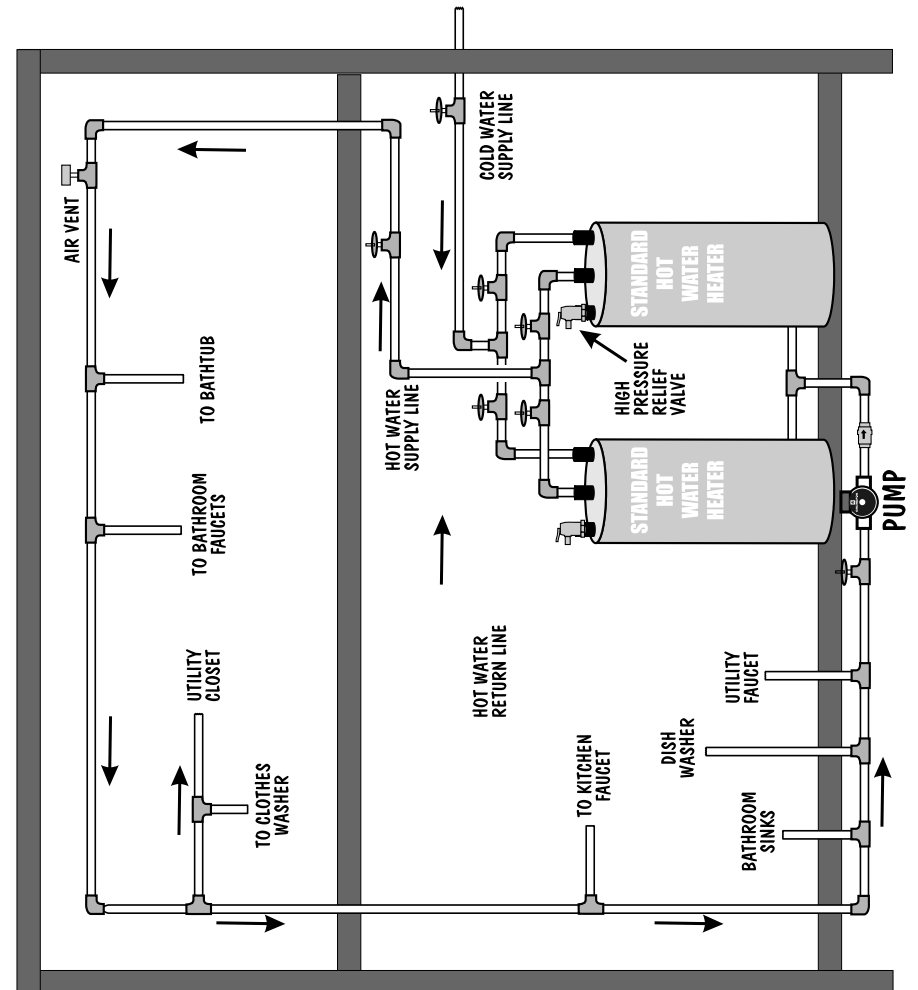 COLD WATER
SUPPLY LINE
AIR VENT
STANDARD
HOT
WATER
HEATER
HIGH
PRESSURE
RELIEF
VALVE
TO BATHTUB
HOT WATER
SUPPLY LINE
STANDARD
HOT
WATER
HEATER
TO BATHROOM
FAUCETS
PUMP
HOT WATER
RETURN LINE
UTILITY
CLOSET
UTILITY
FAUCET
DISH
WASHER
TO CLOTHES
WASHER
TO KITCHEN
FAUCET
BATHROOM
SINKS